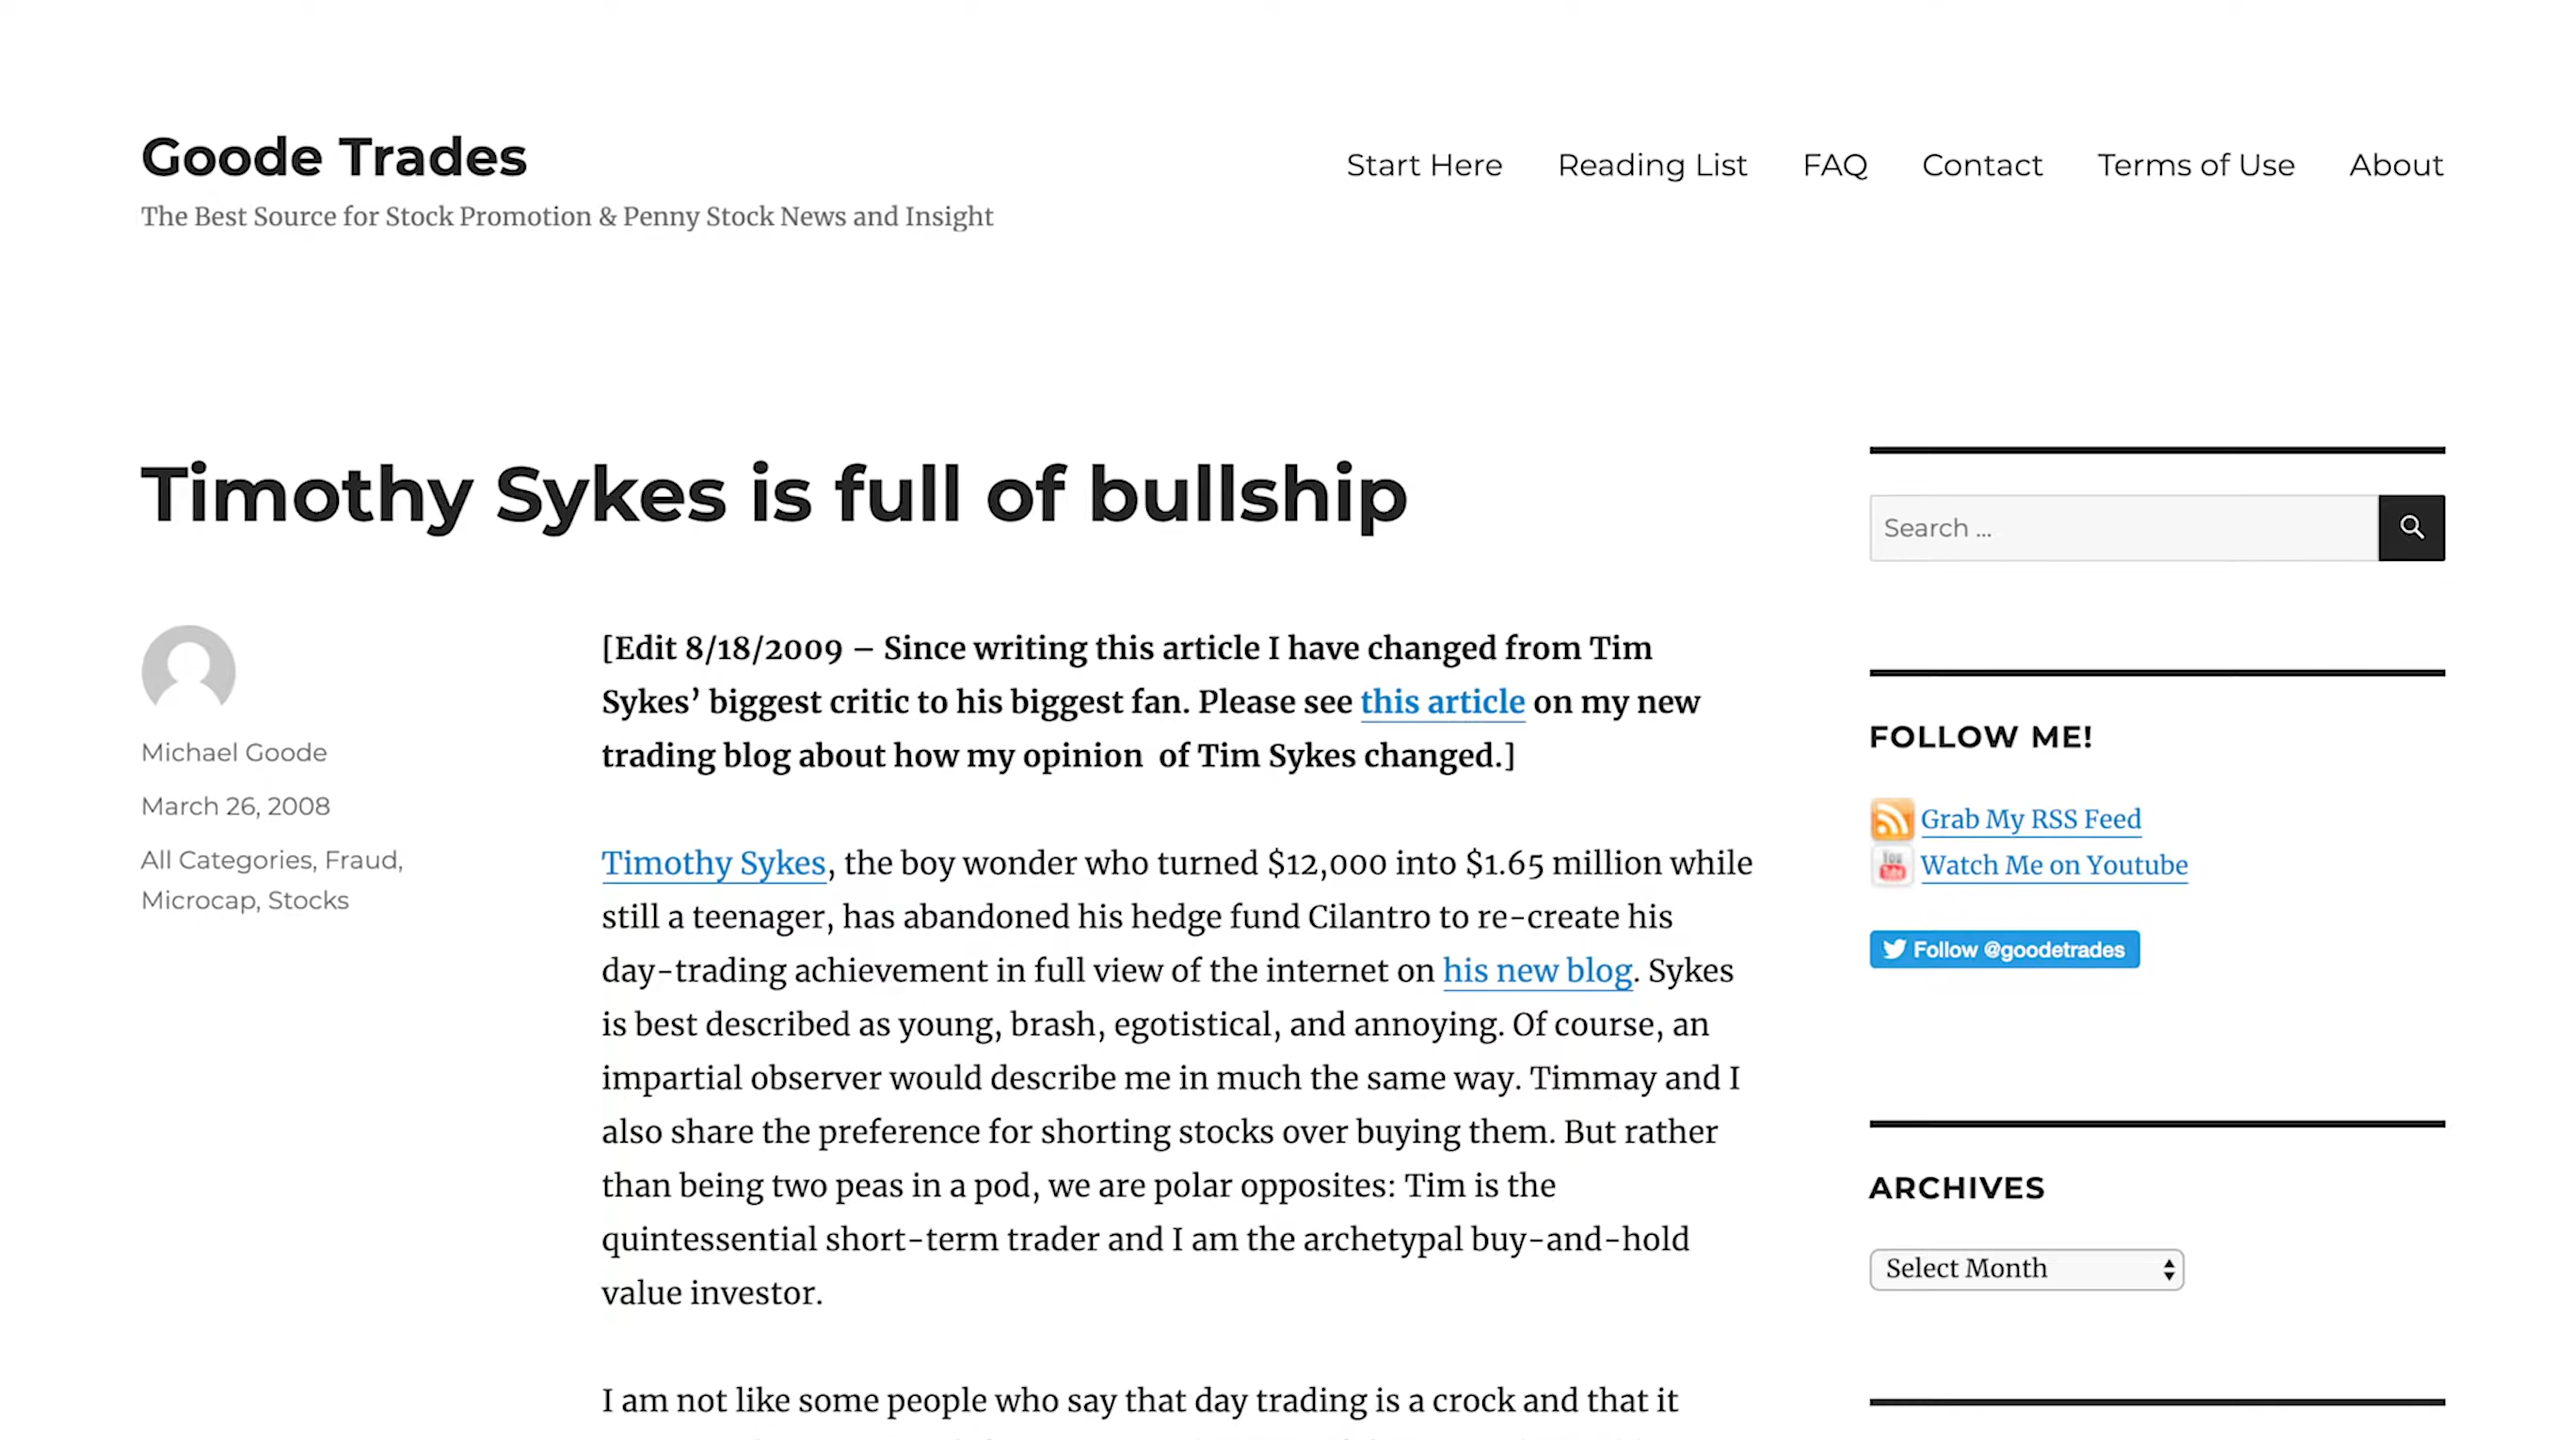 Goode Trades
The Best Source for Stock Promotion & Penny Stock News and Insight
Start Here
Reading List
FAQ
Contact
Terms of Use
About
Timothy Sykes is full of bullship
Michael Goode
March 26, 2008
All Categories, Fraud,
Microcap, Stocks
[Edit 8/18/2009 – Since writing this article I have changed from Tim
Sykes’ biggest critic to his biggest fan. Please see this article on my new
trading blog about how my opinion  of Tim Sykes changed.]
Timothy Sykes, the boy wonder who turned $12,000 into $1.65 million while
still a teenager, has abandoned his hedge fund Cilantro to re-create his
day-trading achievement in full view of the internet on his new blog. Sykes
is best described as young, brash, egotistical, and annoying. Of course, an
impartial observer would describe me in much the same way. Timmay and I
also share the preference for shorting stocks over buying them. But rather
than being two peas in a pod, we are polar opposites: Tim is the
quintessential short-term trader and I am the archetypal buy-and-hold
value investor.
I am not like some people who say that day trading is a crock and that it
Search ...
FOLLOW ME!
Grab My RSS Feed
You Tube
Watch Me on Youtube
Follow @goodetrades
ARCHIVES
Select Month